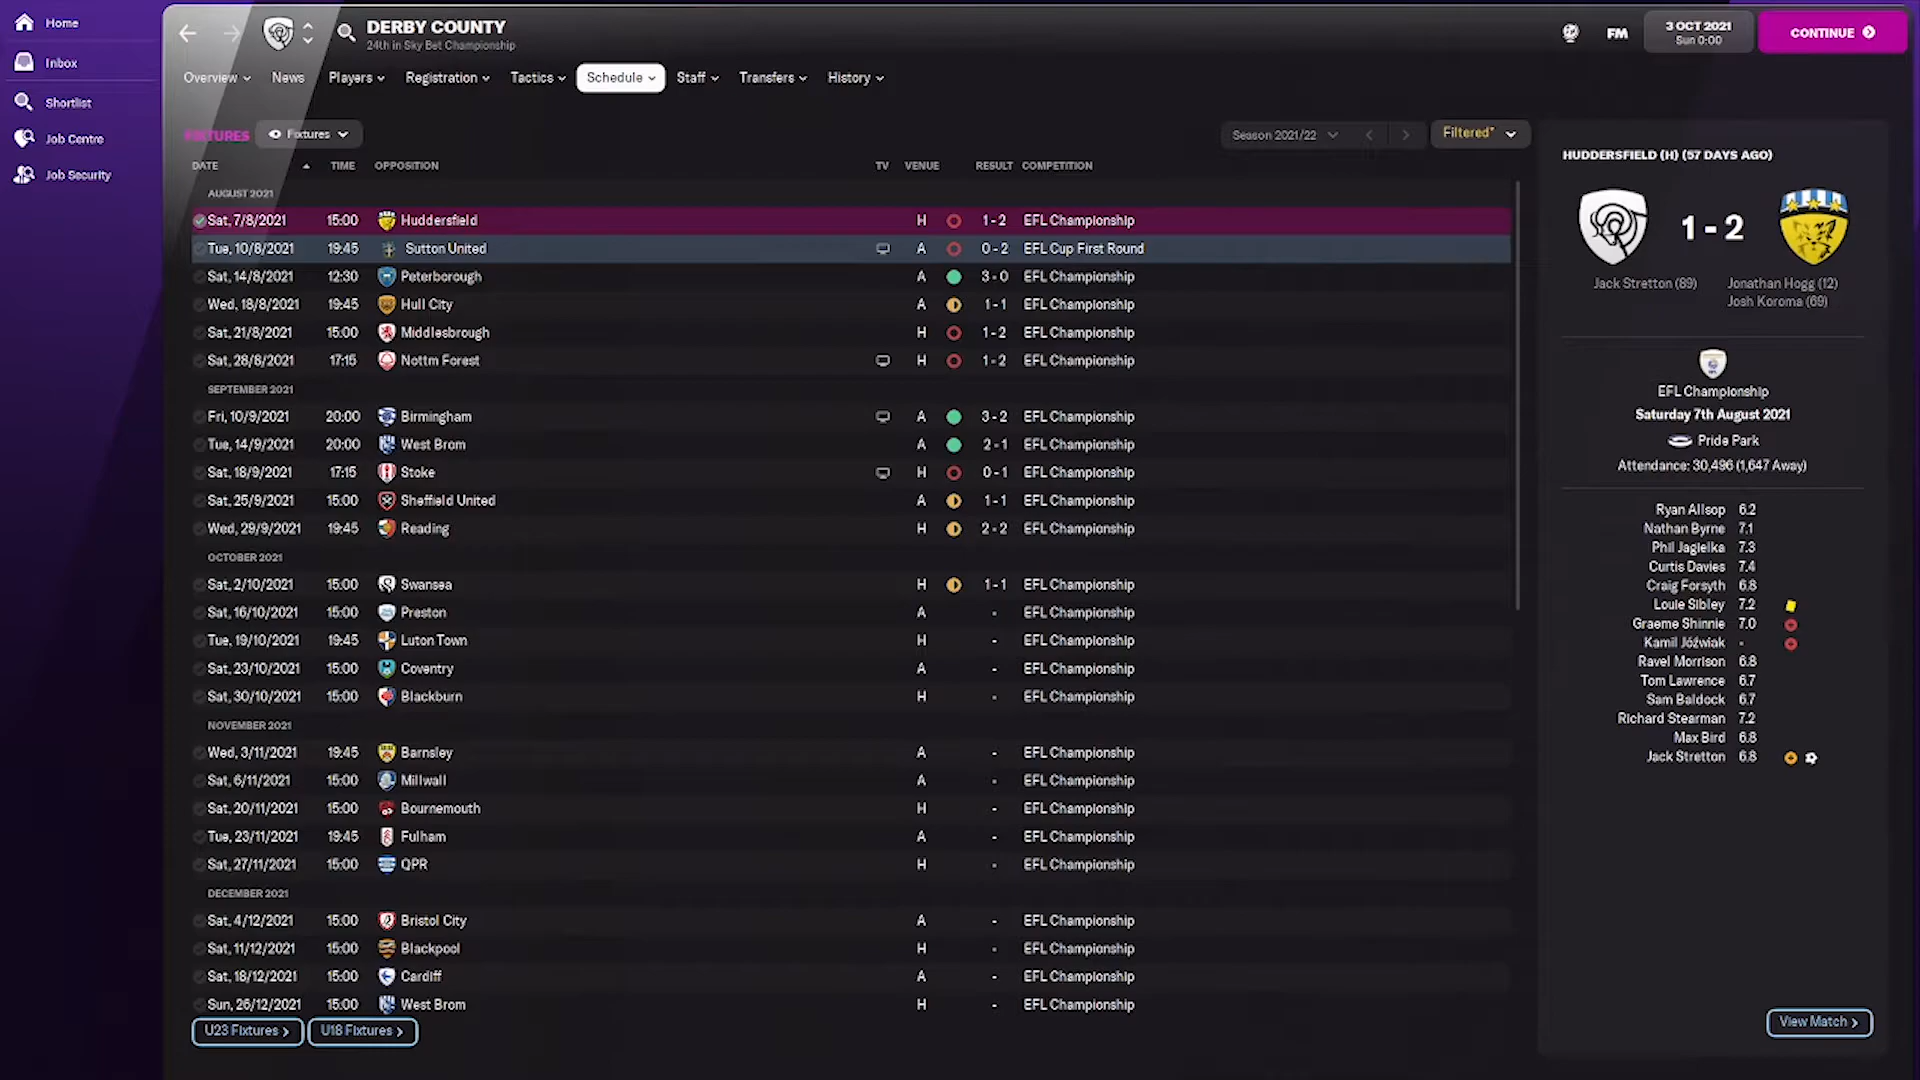 Home
Inbox
Shortlist
Job Centre
Job Security
DERBY COUNTY
24th in Sky Bet Championship
FM
3 OCT 2021
Sun 0:00
CONTINUE
Overview News Players Registration Tactics Schedule Staff Transfers History
FIXTURES Fixtures Season 2021/22 Filtered*
DATE TIME OPPOSITION TV VENUE RESULT COMPETITION
AUGUST 2021
Sat, 7/8/2021 15:00 Huddersfield H 1-2 EFL Championship
Tue, 10/8/2021 19:45 Sutton United A 0-2 EFL Cup First Round
Sat, 14/8/2021 12:30 Peterborough A 3-0 EFL Championship
Wed, 18/8/2021 19:45 Hull City A 1-1 EFL Championship
Sat, 21/8/2021 15:00 Middlesbrough H 1-2 EFL Championship
Sat, 28/8/2021 17:15 Nottm Forest H 1-2 EFL Championship
SEPTEMBER 2021
Fri, 10/9/2021 20:00 Birmingham A 3-2 EFL Championship
Tue, 14/9/2021 20:00 West Brom A 2-1 EFL Championship
Sat, 18/9/2021 17:15 Stoke H 0-1 EFL Championship
Sat, 25/9/2021 15:00 Sheffield United A 1-1 EFL Championship
Wed, 29/9/2021 19:45 Reading H 2-2 EFL Championship
OCTOBER 2021
Sat, 2/10/2021 15:00 Swansea H 1-1 EFL Championship
Sat, 16/10/2021 15:00 Preston A - EFL Championship
Tue, 19/10/2021 19:45 Luton Town H - EFL Championship
Sat, 23/10/2021 15:00 Coventry A - EFL Championship
Sat, 30/10/2021 15:00 Blackburn H - EFL Championship
NOVEMBER 2021
Wed, 3/11/2021 19:45 Barnsley A - EFL Championship
Sat, 6/11/2021 15:00 Millwall A - EFL Championship
Sat, 20/11/2021 15:00 Bournemouth H - EFL Championship
Tue, 23/11/2021 19:45 Fulham A - EFL Championship
Sat, 27/11/2021 15:00 QPR H - EFL Championship
DECEMBER 2021
Sat, 4/12/2021 15:00 Bristol City A - EFL Championship
Sat, 11/12/2021 15:00 Blackpool H - EFL Championship
Sat, 18/12/2021 15:00 Cardiff A - EFL Championship
Sun, 26/12/2021 15:00 West Brom H - EFL Championship
U23 Fixtures > U18 Fixtures >
HUDDERSFIELD (H) (57 DAYS AGO)
1 - 2
Jack Stretton (89) Jonathan Hogg (12)
Josh Koroma (69)
EFL Championship
Saturday 7th August 2021
Pride Park
Attendance: 30,496 (1,647 Away)
Ryan Allsop 6.2
Nathan Byrne 7.1
Phil Jagielka 7.3
Curtis Davies 7.4
Craig Forsyth 6.8
Louie Sibley 7.2
Graeme Shinnie 7.0
Kamil Jóźwiak -
Ravel Morrison 6.8
Tom Lawrence 6.7
Sam Baldock 6.7
Richard Stearman 7.2
Max Bird 6.8
Jack Stretton 6.8
View Match >